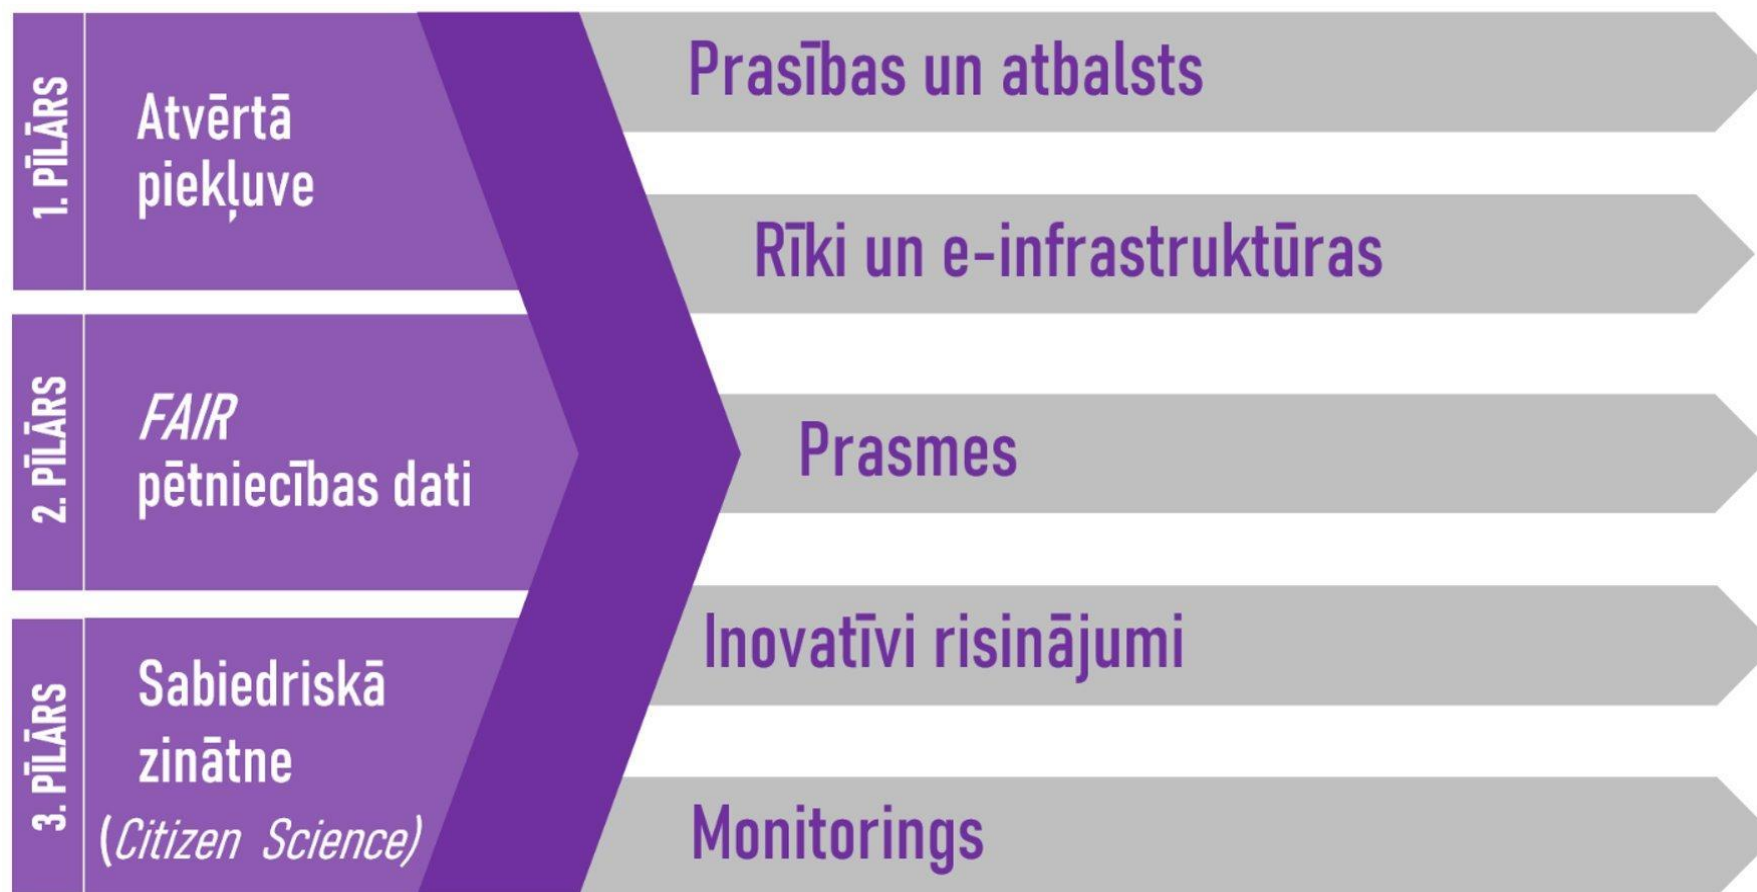 1. PĪLĀRS
Atvērtā
piekļuve
2. PĪLĀRS
FAIR
pētniecības dati
3. PĪLĀRS
Sabiedriskā
zinātne
(Citizen Science)
Prasības un atbalsts
Rīki un e-infrastruktūras
Prasmes
Inovatīvi risinājumi
Monitorings